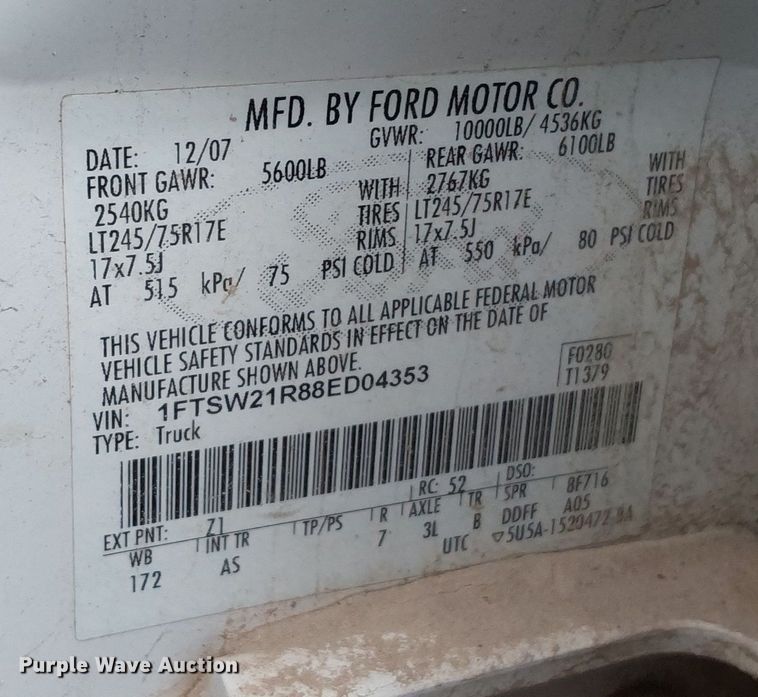 MFD. BY FORD MOTOR CO.
DATE: 12/07 GVWR: 10000LB/ 4536KG
FRONT GAWR: 5600LB REAR GAWR: 6100LB
2540KG WITH 2767KG WITH
LT245/75R17E TIRES LT245/75R17E TIRES
17x7.5J RIMS 17x7.5J RIMS
AT 515 kPa/ 75 PSI COLD AT 550 kPa/ 80 PSI COLD
THIS VEHICLE CONFORMS TO ALL APPLICABLE FEDERAL MOTOR
VEHICLE SAFETY STANDARDS IN EFFECT ON THE DATE OF
MANUFACTURE SHOWN ABOVE.
VIN: 1FTSW21R88ED04353 F0280
TYPE: Truck T1379
EXT PNT: Z1 RC: 52 DSO:
WB INT TR TP/PS R AXLE TR SPR 8F716
172 AS 7 3L B DDFF A05
UTC ▽5U5A-1520472-
Purple Wave Auction